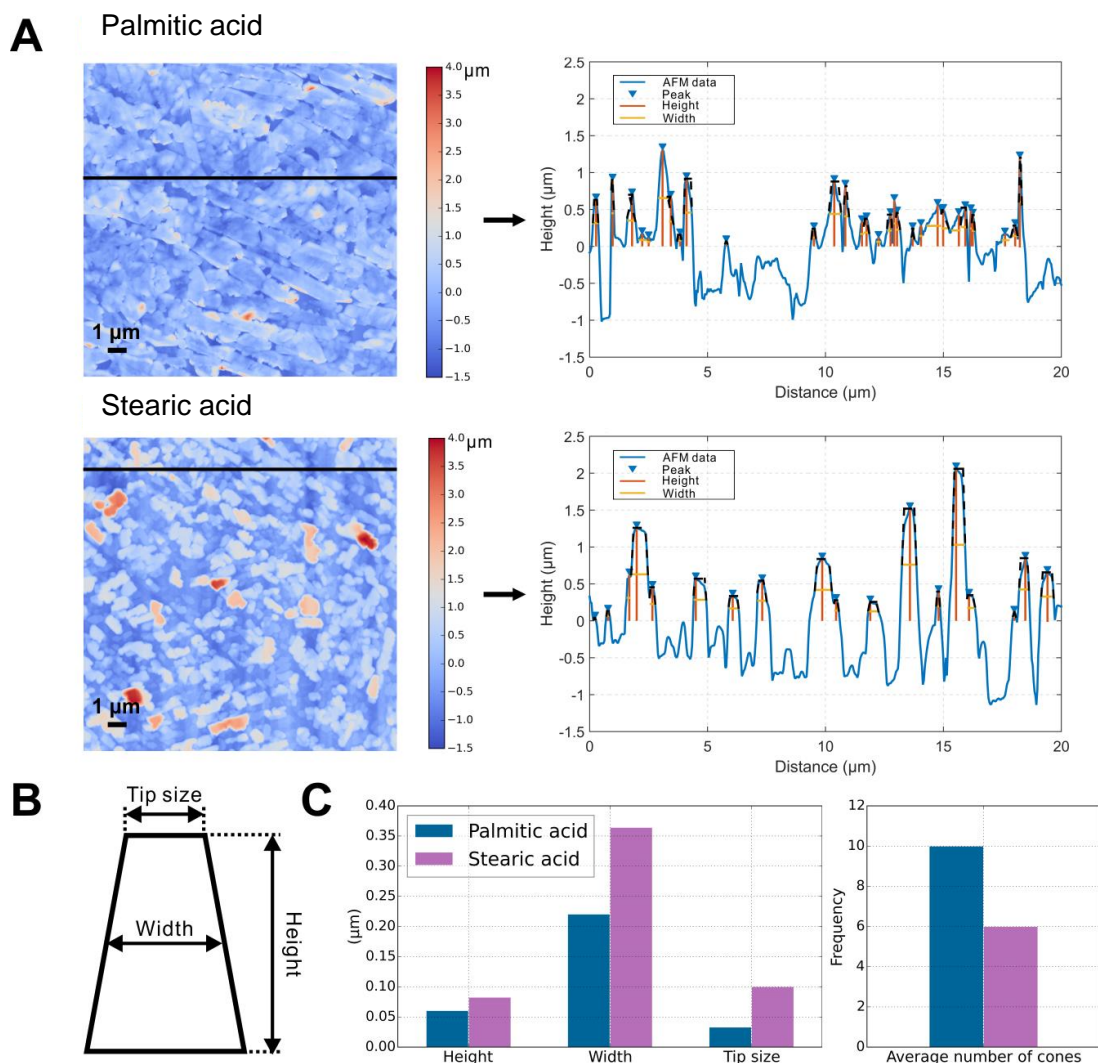 A
Palmitic acid
4.0 µm
3.5
3.0
2.5
2.0
1.5
1.0
0.5
0.0
−0.5
−1.0
−1.5
1 µm
2.5
2
1.5
1
0.5
0
-0.5
-1
-1.5
Height (µm)
AFM data
Peak
Height
Width
0 5 10 15 20
Distance (µm)
Stearic acid
4.0 µm
3.5
3.0
2.5
2.0
1.5
1.0
0.5
0.0
−0.5
−1.0
−1.5
1 µm
2.5
2
1.5
1
0.5
0
-0.5
-1
-1.5
Height (µm)
AFM data
Peak
Height
Width
0 5 10 15 20
Distance (µm)
B
Tip size
Width
Height
C
0.40
0.35
0.30
0.25
0.20
0.15
0.10
0.05
0.00
(µm)
Palmitic acid
Stearic acid
Height Width Tip size
12
10
8
6
4
2
0
Frequency
Average number of cones